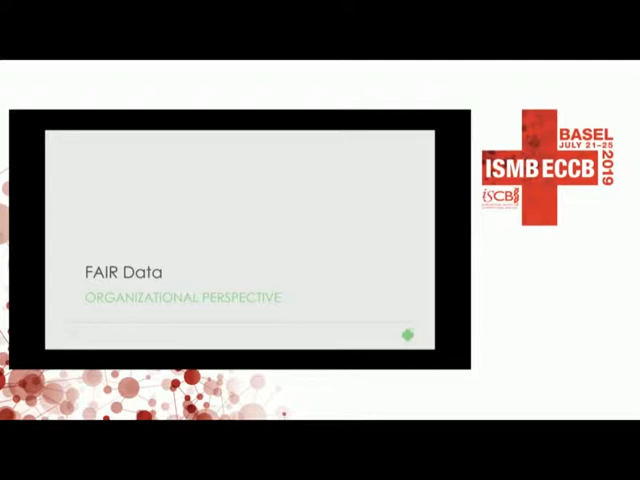 FAIR Data
ORGANIZATIONAL PERSPECTIVE
BASEL
JULY 21–25
2019
ISMB ECCB
ISCB